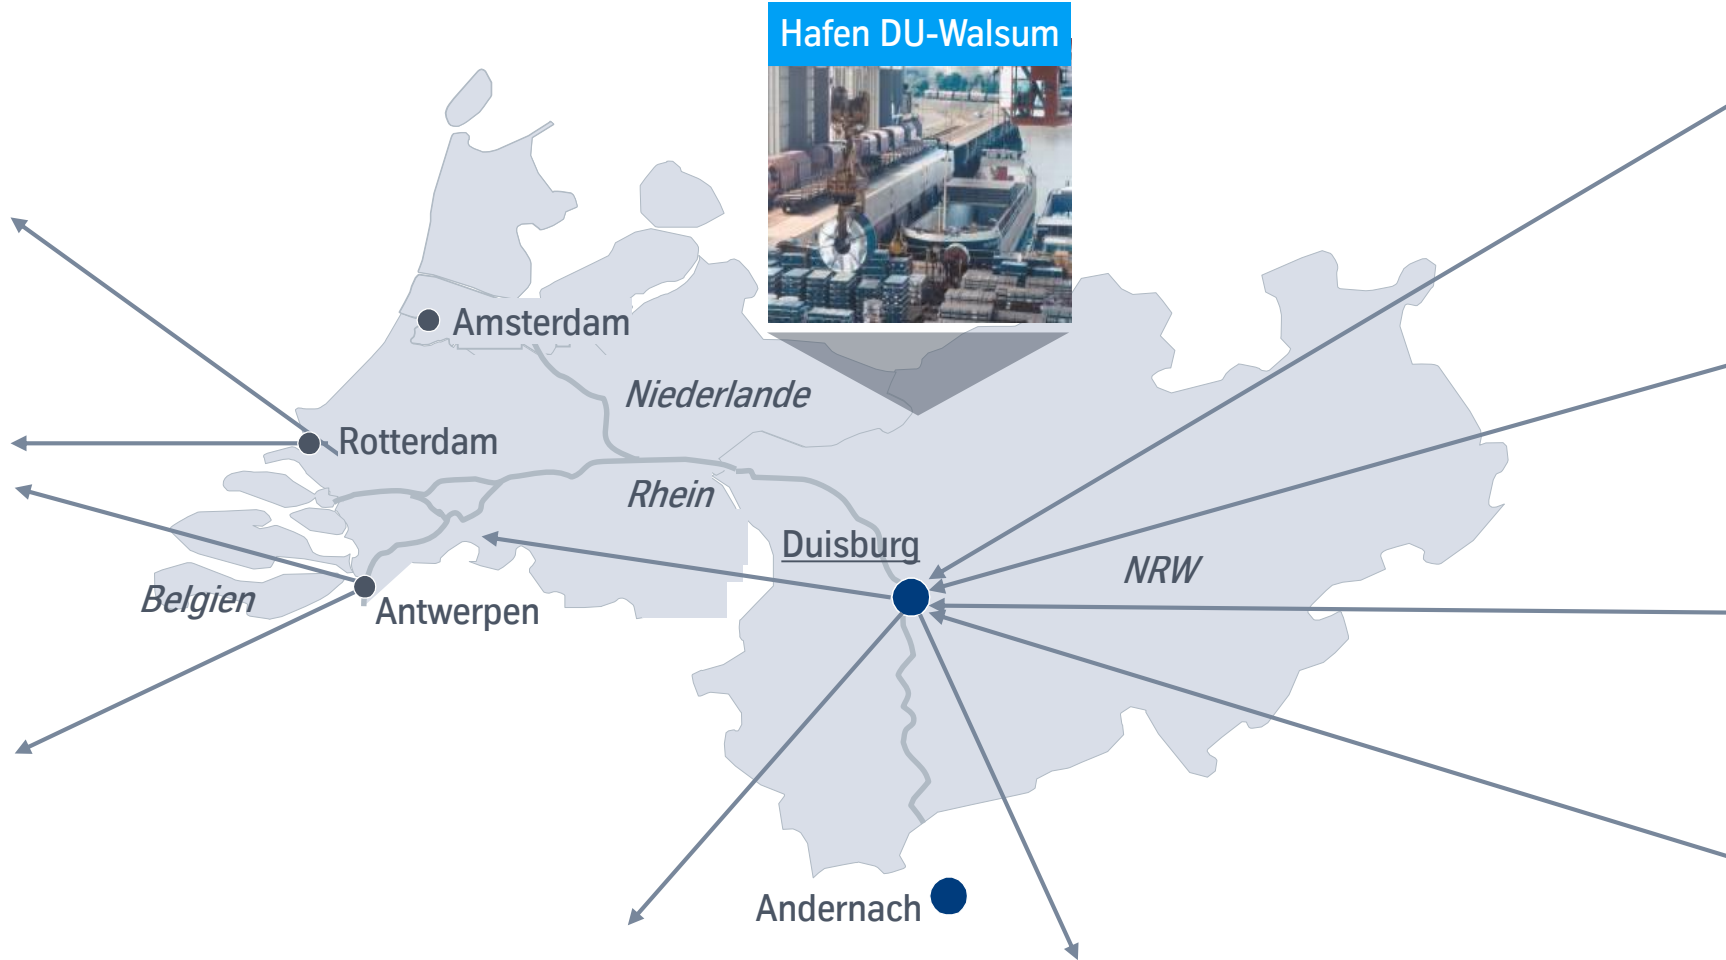 Hafen DU-Walsum
Amsterdam
Niederlande
Rotterdam
Rhein
Duisburg
NRW
Belgien
Antwerpen
Andernach